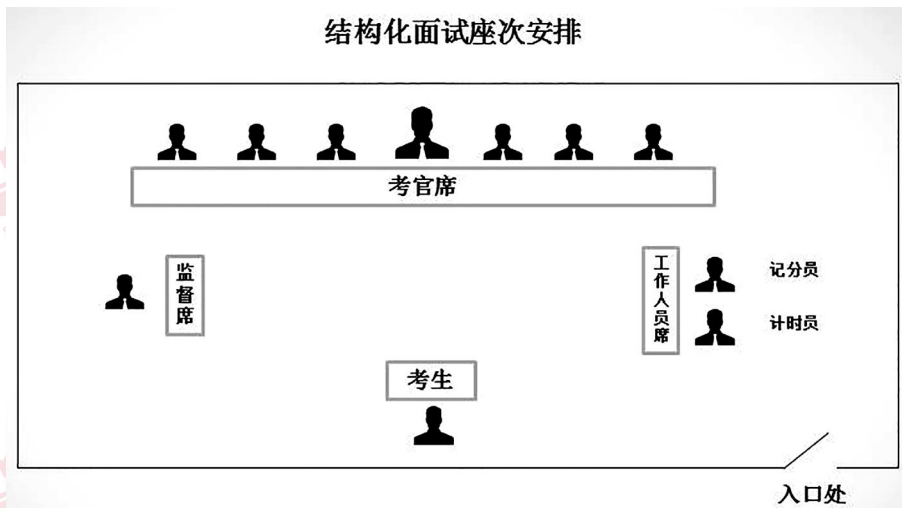 结构化面试座次安排
考官席
监督席
工作人员席
记分员
计时员
考生
入口处